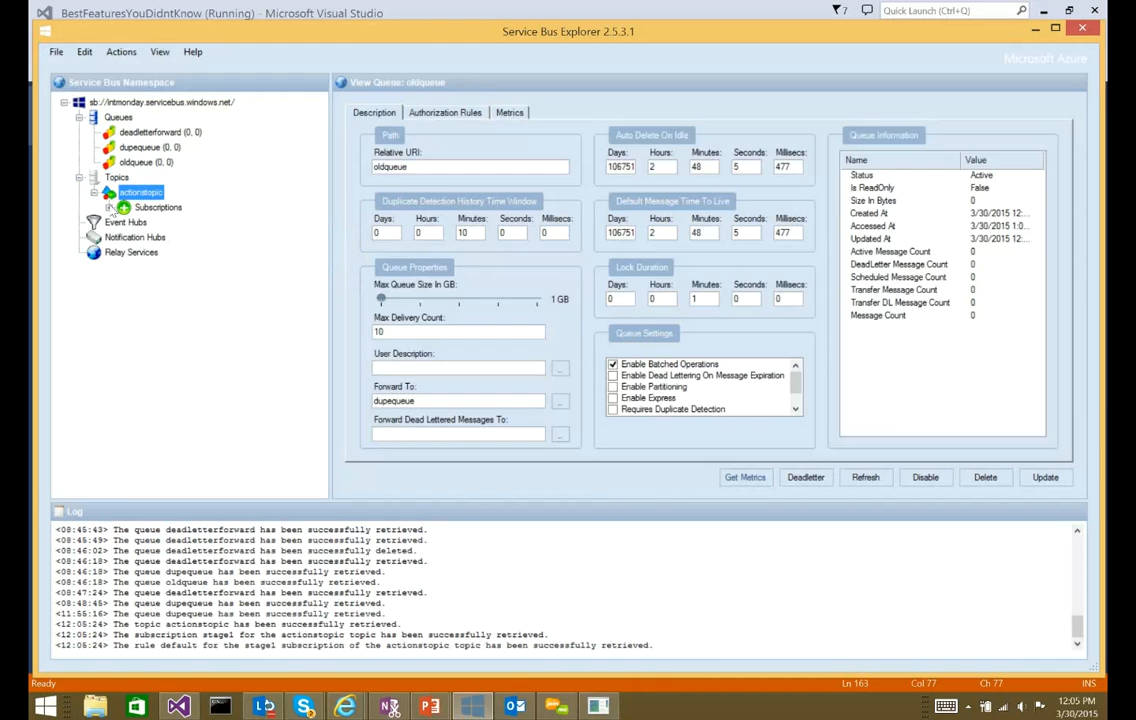 BestFeaturesYouDidntKnow (Running) - Microsoft Visual Studio
7
Quick Launch (Ctrl+Q)
Service Bus Explorer 2.5.3.1
File Edit Actions View Help
Microsoft Azure
Service Bus Namespace
sb://intmonday.servicebus.windows.net/
Queues
deadletterforward (0, 0)
dupequeue (0, 0)
oldqueue (0, 0)
Topics
actionstopic
Subscriptions
Event Hubs
Notification Hubs
Relay Services
View Queue: oldqueue
Description Authorization Rules Metrics
Path
Relative URI:
oldqueue
Duplicate Detection History Time Window
Days: Hours: Minutes: Seconds: Millisecs:
0 0 10 0 0
Queue Properties
Max Queue Size In GB:
1 GB
Max Delivery Count:
10
User Description:
...
Forward To:
dupequeue ...
Forward Dead Lettered Messages To:
...
Auto Delete On Idle
Days: Hours: Minutes: Seconds: Millisecs:
106751 2 48 5 477
Default Message Time To Live
Days: Hours: Minutes: Seconds: Millisecs:
106751 2 48 5 477
Lock Duration
Days: Hours: Minutes: Seconds: Millisecs:
0 0 1 0 0
Queue Settings
Enable Batched Operations
Enable Dead Lettering On Message Expiration
Enable Partitioning
Enable Express
Requires Duplicate Detection
Queue Information
Name Value
Status Active
Is ReadOnly False
Size In Bytes 0
Created At 3/30/2015 12:...
Accessed At 3/30/2015 1:0...
Updated At 3/30/2015 12:...
Active Message Count 0
DeadLetter Message Count 0
Scheduled Message Count 0
Transfer Message Count 0
Transfer DL Message Count 0
Message Count 0
Get Metrics Deadletter Refresh Disable Delete Update
Log
<08:45:43> The queue deadletterforward has been successfully retrieved.
<08:45:49> The queue deadletterforward has been successfully retrieved.
<08:46:02> The queue deadletterforward has been successfully deleted.
<08:46:18> The queue deadletterforward has been successfully retrieved.
<08:46:18> The queue dupequeue has been successfully retrieved.
<08:46:18> The queue oldqueue has been successfully retrieved.
<08:47:24> The queue deadletterforward has been successfully retrieved.
<08:48:45> The queue dupequeue has been successfully retrieved.
<11:55:16> The queue dupequeue has been successfully retrieved.
<12:05:24> The topic actionstopic has been successfully retrieved.
<12:05:24> The subscription stage1 for the actionstopic topic has been successfully retrieved.
<12:05:24> The rule default for the stage1 subscription of the actionstopic topic has been successfully retrieved.
Ready Ln 163 Col 77 Ch 77 INS
12:05 PM
3/30/2015